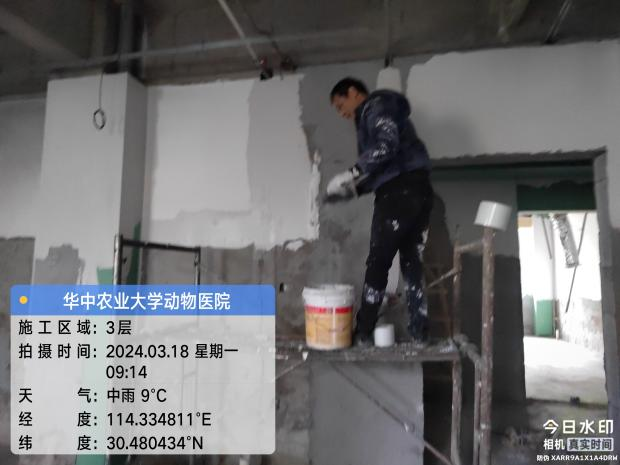 华中农业大学动物医院
施工区域：3层
拍摄时间：2024.03.18 星期一
09:14
天气：中雨 9°C
经度：114.334811°E
纬度：30.480434°N
今日水印
相机 真实时间
防伪 XARR9A1X1A4DRW